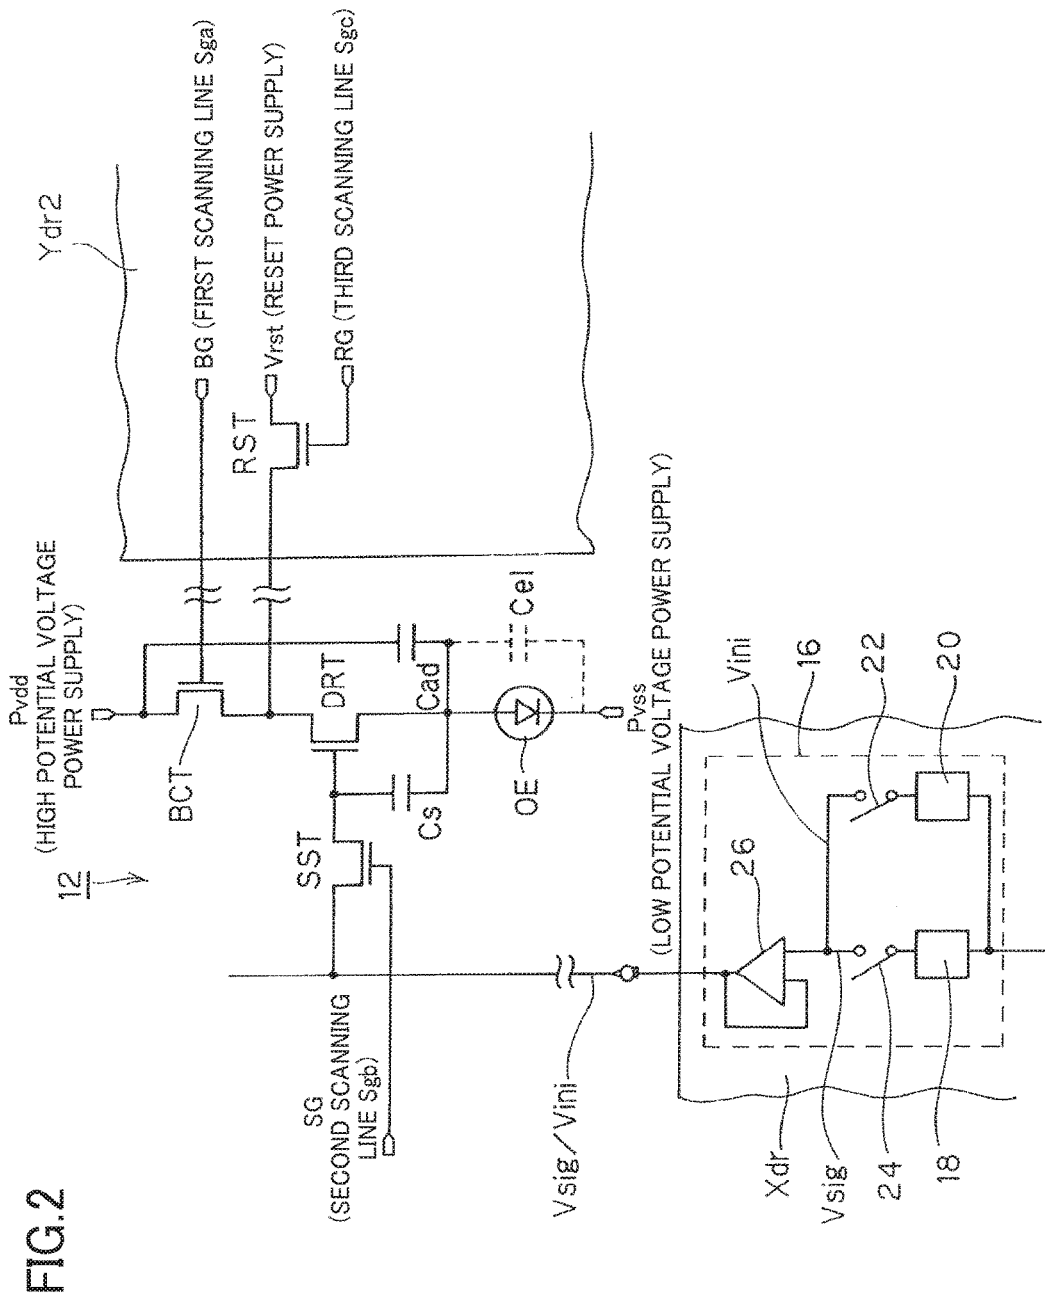 FIG.2
12
Pvdd
(HIGH POTENTIAL VOLTAGE
POWER SUPPLY)
Ydr2
BCT
BG (FIRST SCANNING LINE Sga)
RST
Vrst (RESET POWER SUPPLY)
RG (THIRD SCANNING LINE Sgc)
SST
DRT
Cs
Cad
Cel
OE
SG
(SECOND SCANNING
LINE Sgb)
Pvss
(LOW POTENTIAL VOLTAGE POWER SUPPLY)
Vsig/Vini
Xdr
Vsig
24
18
26
Vini
16
22
20